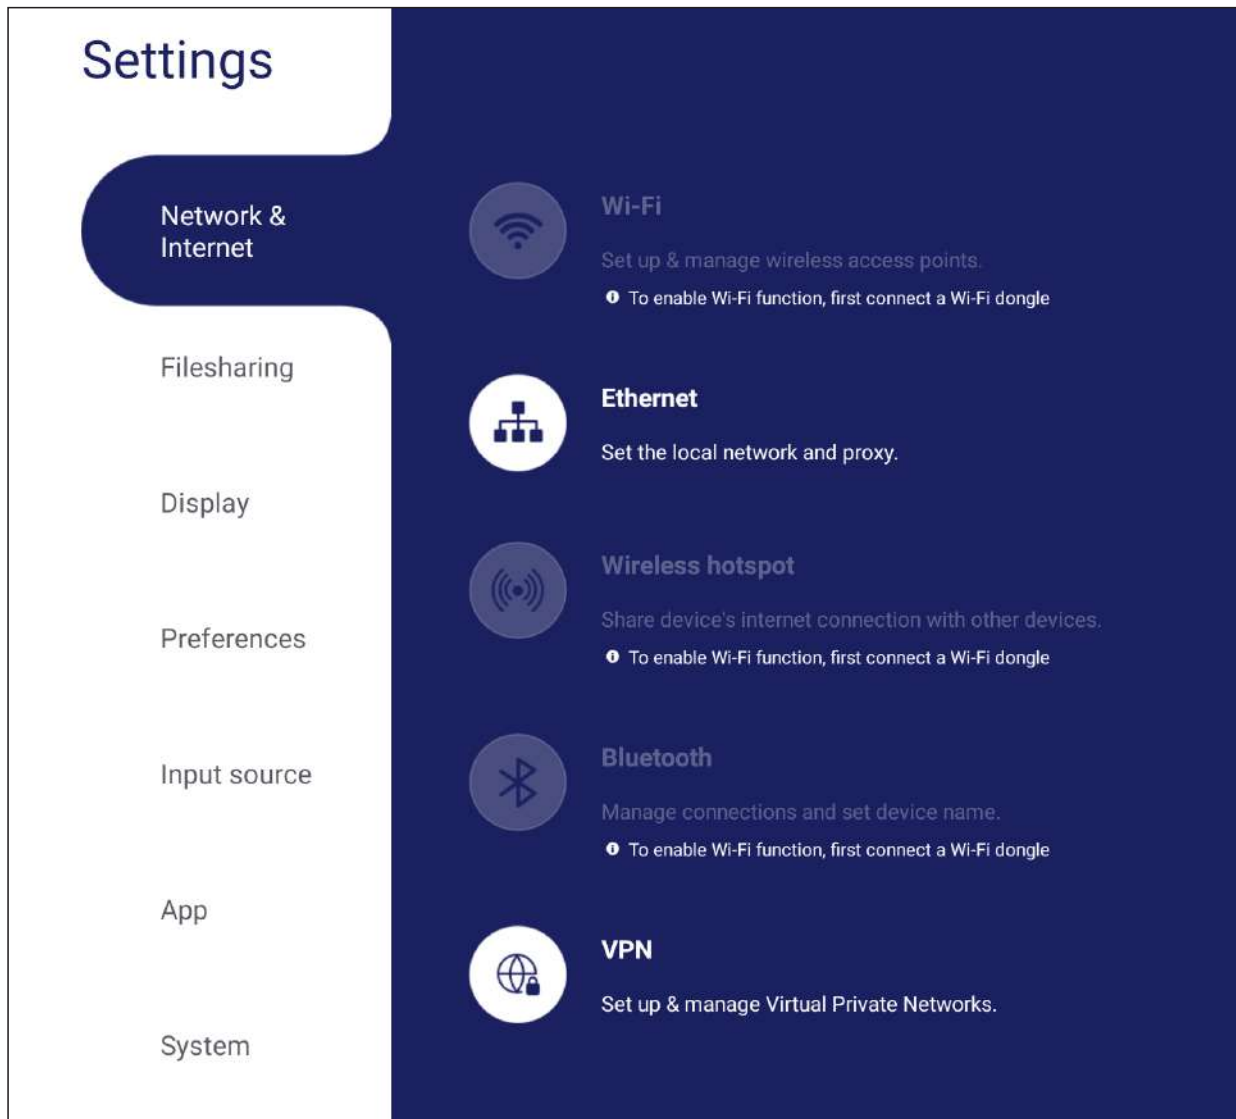 Settings
Network &
Internet
Filesharing
Display
Preferences
Input source
App
System
Wi-Fi
Set up & manage wireless access points.
To enable Wi-Fi function, first connect a Wi-Fi dongle
Ethernet
Set the local network and proxy.
Wireless hotspot
Share device's internet connection with other devices.
To enable Wi-Fi function, first connect a Wi-Fi dongle
Bluetooth
Manage connections and set device name.
To enable Wi-Fi function, first connect a Wi-Fi dongle
VPN
Set up & manage Virtual Private Networks.